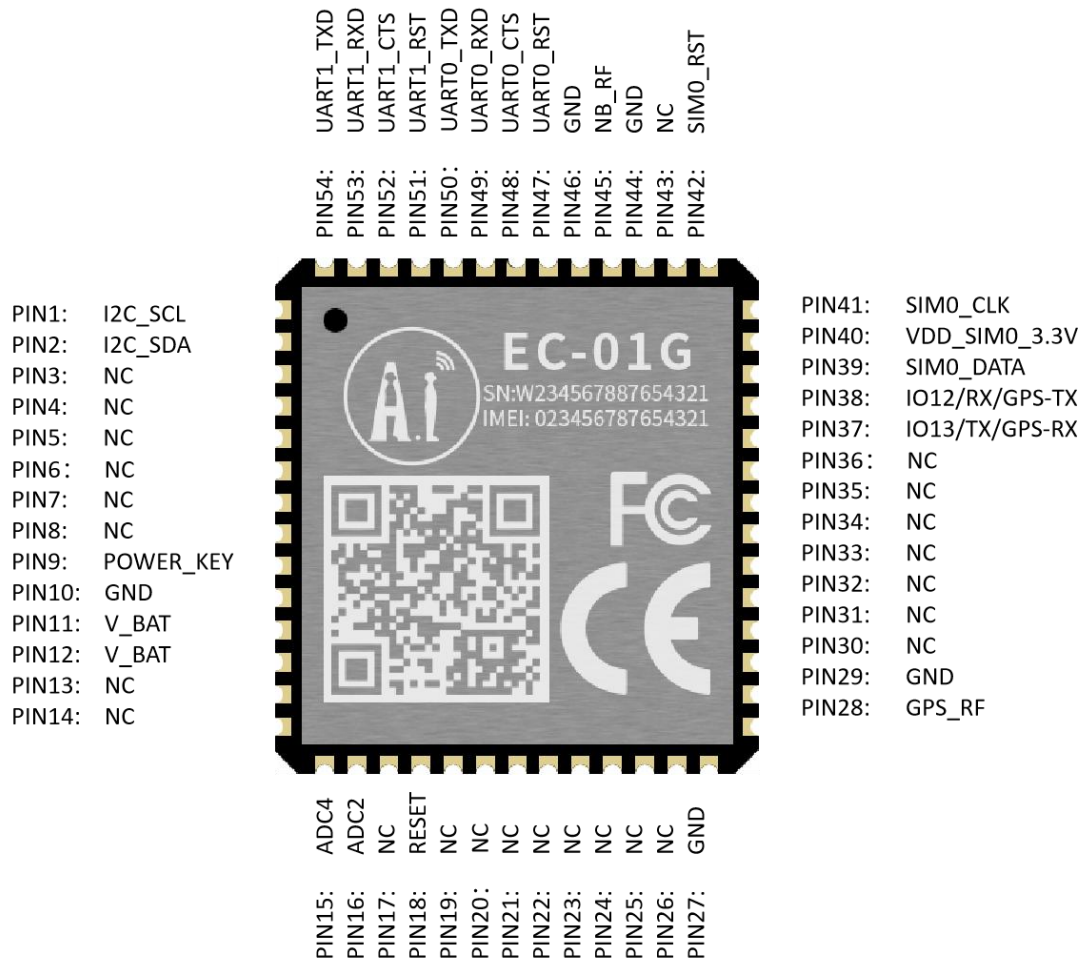 PIN54: UART1_TXD
PIN53: UART1_RXD
PIN52: UART1_CTS
PIN51: UART1_RST
PIN50: UART0_TXD
PIN49: UART0_RXD
PIN48: UART0_CTS
PIN47: UART0_RST
PIN46: GND
PIN45: NB_RF
PIN44: GND
PIN43: NC
PIN42: SIM0_RST
PIN1: I2C_SCL
PIN2: I2C_SDA
PIN3: NC
PIN4: NC
PIN5: NC
PIN6: NC
PIN7: NC
PIN8: NC
PIN9: POWER_KEY
PIN10: GND
PIN11: V_BAT
PIN12: V_BAT
PIN13: NC
PIN14: NC
Ai
EC-01G
SN:W234567887654321
IMEI: 023456787654321
FC
CE
PIN41: SIM0_CLK
PIN40: VDD_SIM0_3.3V
PIN39: SIM0_DATA
PIN38: IO12/RX/GPS-TX
PIN37: IO13/TX/GPS-RX
PIN36: NC
PIN35: NC
PIN34: NC
PIN33: NC
PIN32: NC
PIN31: NC
PIN30: NC
PIN29: GND
PIN28: GPS_RF
PIN15: ADC4
PIN16: ADC2
PIN17: NC
PIN18: RESET
PIN19: NC
PIN20: NC
PIN21: NC
PIN22: NC
PIN23: NC
PIN24: NC
PIN25: NC
PIN26: NC
PIN27: GND